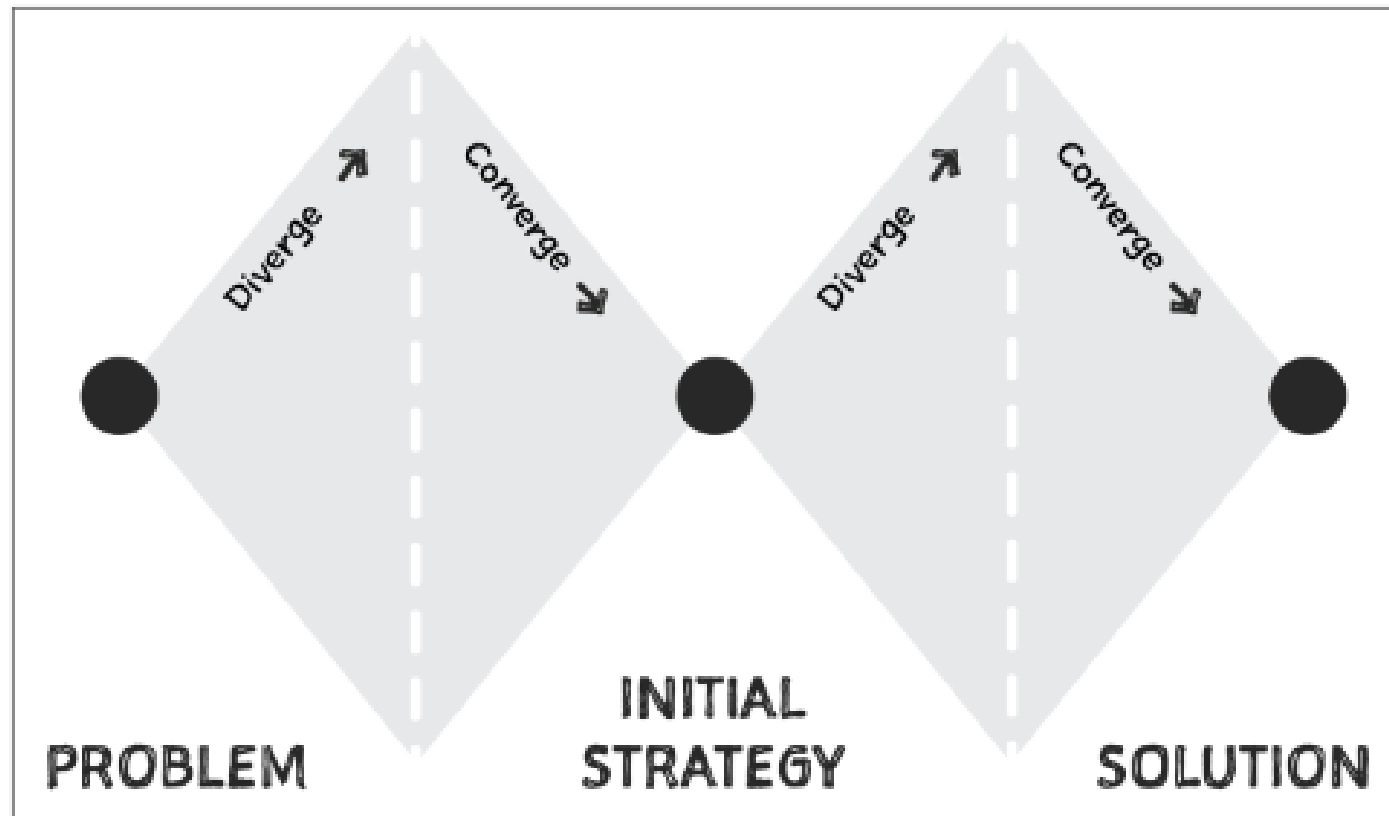 Diverge
Converge
Diverge
Converge
PROBLEM
INITIAL
STRATEGY
SOLUTION